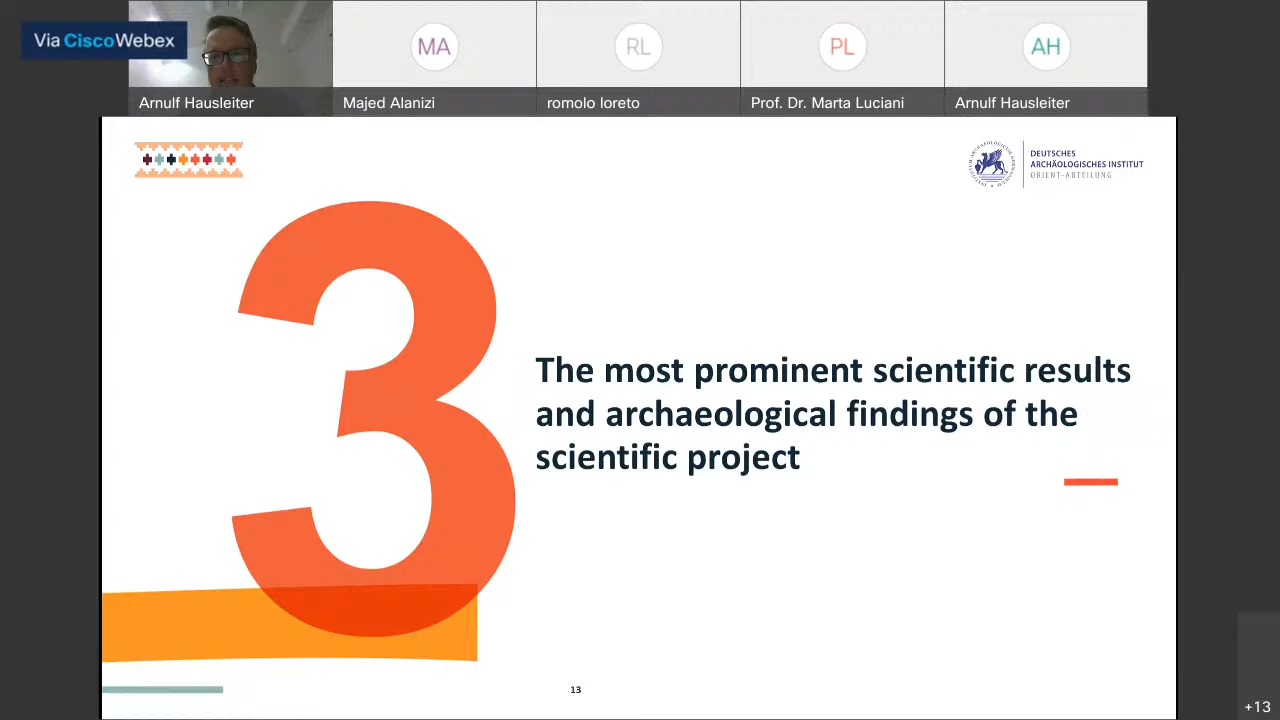 Via CiscoWebex
MA
RL
PL
AH
Arnulf Hausleiter
Majed Alanizi
romolo loreto
Prof. Dr. Marta Luciani
Arnulf Hausleiter
DEUTSCHES
ARCHÄOLOGISCHES INSTITUT
ORIENT-ABTEILUNG
3
The most prominent scientific results
and archaeological findings of the
scientific project
13
+13